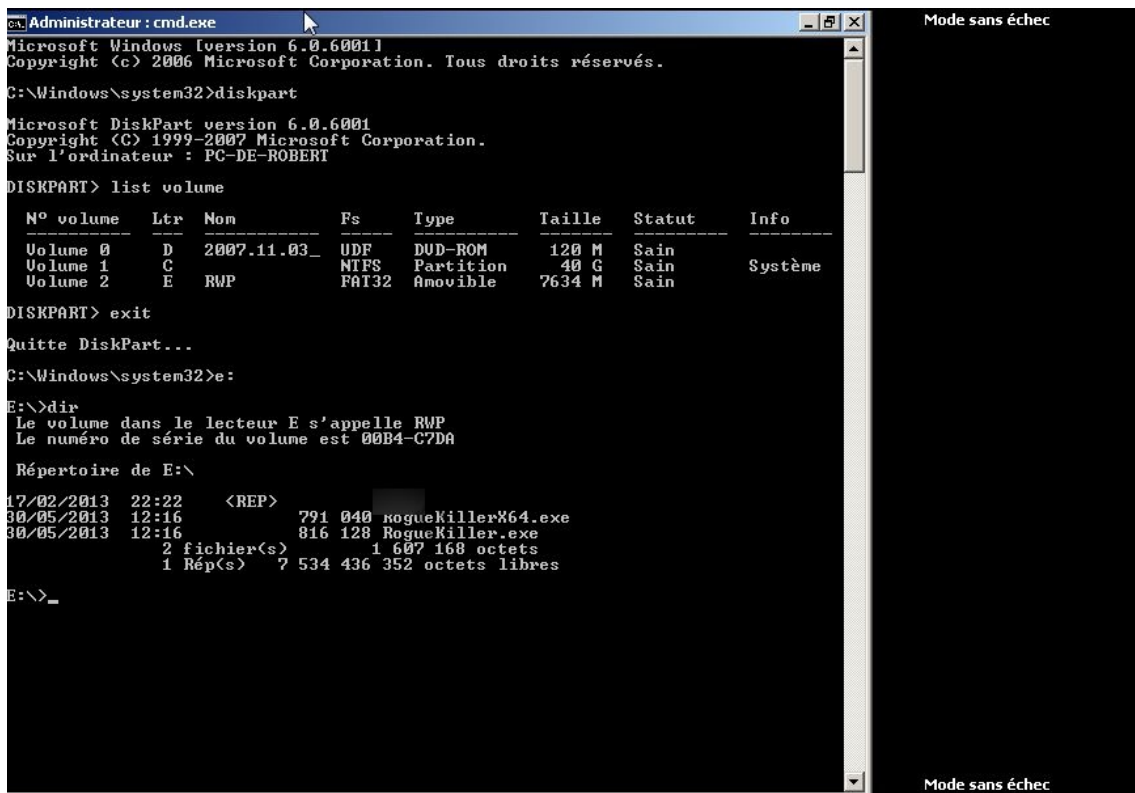 Administrateur : cmd.exe
Mode sans échec
Microsoft Windows [version 6.0.6001]
Copyright (c) 2006 Microsoft Corporation. Tous droits réservés.
C:\Windows\system32>diskpart
Microsoft DiskPart version 6.0.6001
Copyright (C) 1999-2007 Microsoft Corporation.
Sur l'ordinateur : PC-DE-ROBERT
DISKPART> list volume
N° volume Ltr Nom Fs Type Taille Statut Info
---------- --- ----------- ----- ---------- ------- --------- --------
Volume 0 D 2007.11.03_ UDF DVD-ROM 120 M Sain
Volume 1 C NTFS Partition 40 G Sain Système
Volume 2 E RWP FAT32 Amovible 7634 M Sain
DISKPART> exit
Quitte DiskPart...
C:\Windows\system32>e:
E:\>dir
Le volume dans le lecteur E s'appelle RWP
Le numéro de série du volume est 00B4-C7DA
Répertoire de E:\
17/02/2013 22:22 <REP>
30/05/2013 12:16 791 040 RogueKillerX64.exe
30/05/2013 12:16 816 128 RogueKiller.exe
2 fichier(s) 1 607 168 octets
1 Rép(s) 7 534 436 352 octets libres
E:\>_
Mode sans échec